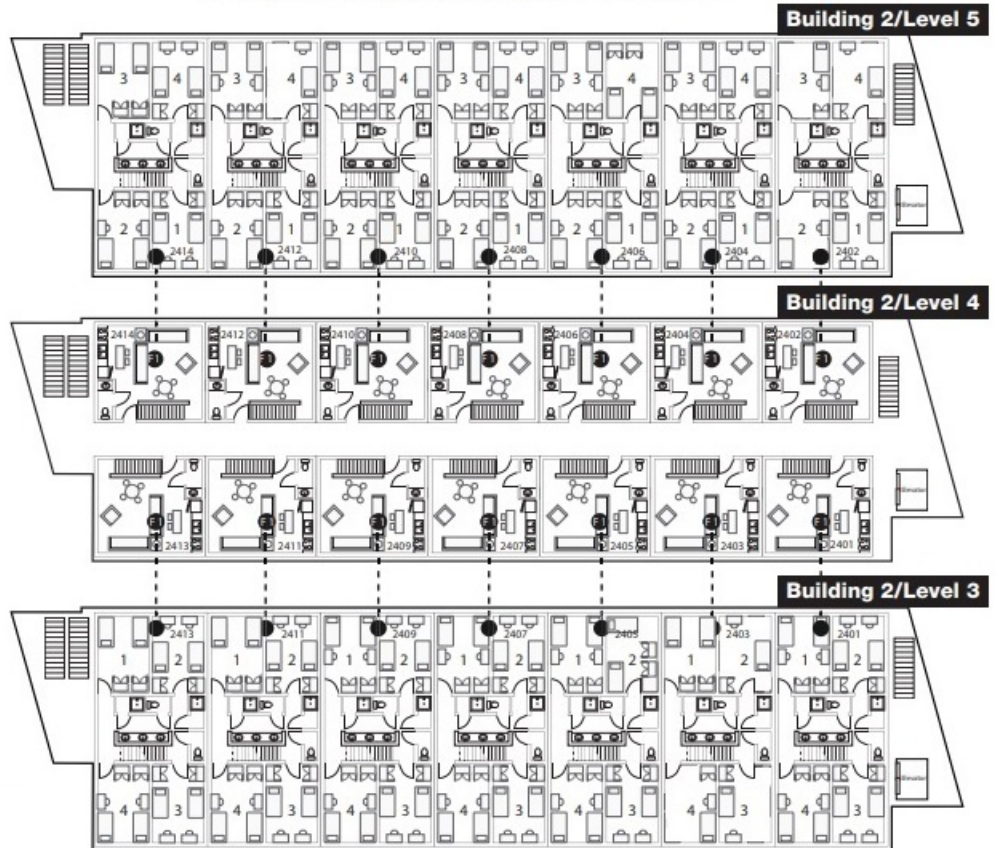 Building 2/Level 5
3 4 3 4 3 4 3 4 3 4 3 4 3 4
2 1 2 1 2 1 2 1 2 1 2 1 2 1
2414 2412 2410 2408 2406 2404 2402
Elevator
Building 2/Level 4
2414 2412 2410 2408 2406 2404 2402
Elevator
2413 2411 2409 2407 2405 2403 2401
Building 2/Level 3
2413 2411 2409 2407 2405 2403 2401
1 2 1 2 1 2 1 2 1 2 1 2 1 2
Elevator
4 3 4 3 4 3 4 3 4 3 4 3 4 3